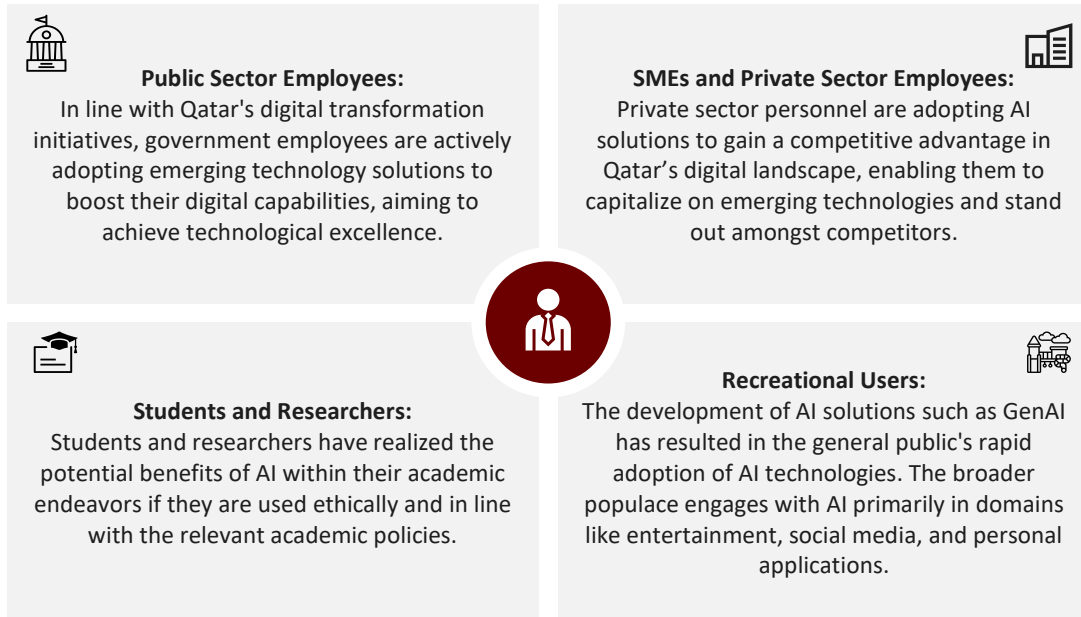 Public Sector Employees:
In line with Qatar's digital transformation
initiatives, government employees are actively
adopting emerging technology solutions to
boost their digital capabilities, aiming to
achieve technological excellence.
SMEs and Private Sector Employees:
Private sector personnel are adopting AI
solutions to gain a competitive advantage in
Qatar’s digital landscape, enabling them to
capitalize on emerging technologies and stand
out amongst competitors.
Students and Researchers:
Students and researchers have realized the
potential benefits of AI within their academic
endeavors if they are used ethically and in line
with the relevant academic policies.
Recreational Users:
The development of AI solutions such as GenAI
has resulted in the general public's rapid
adoption of AI technologies. The broader
populace engages with AI primarily in domains
like entertainment, social media, and personal
applications.